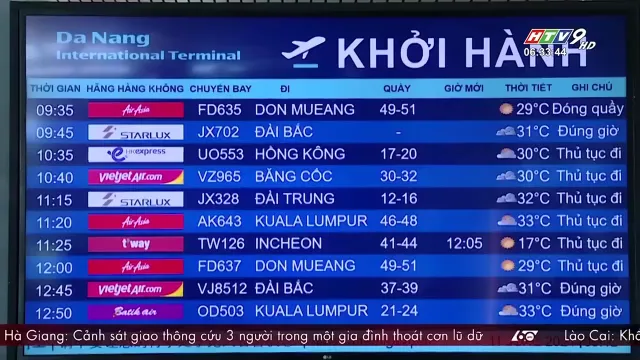 HTV9 HD
06:33:44
Da Nang
International Terminal
KHỞI HÀNH
THỜI GIAN HÃNG HÀNG KHÔNG CHUYẾN BAY ĐI QUẦY GIỜ MỚI THỜI TIẾT GHI CHÚ
09:35 AirAsia FD635 DON MUEANG 49-51 29°C Đóng quầy
09:45 STARLUX JX702 ĐÀI BẮC - 31°C Đúng giờ
10:35 HKexpress UO553 HỒNG KÔNG 17-20 30°C Thủ tục đi
10:40 vietjetAir.com VZ965 BĂNG CỐC 30-32 30°C Thủ tục đi
11:15 STARLUX JX328 ĐÀI TRUNG 12-16 32°C Thủ tục đi
11:20 AirAsia AK643 KUALA LUMPUR 46-48 33°C Thủ tục đi
11:25 t'way TW126 INCHEON 41-44 12:05 17°C Thủ tục đi
12:00 AirAsia FD637 DON MUEANG 49-51 29°C Thủ tục đi
12:45 vietjetAir.com VJ8512 ĐÀI BẮC 37-39 31°C Đúng giờ
12:50 Batik air OD503 KUALA LUMPUR 21-24 33°C Đúng giờ
Hà Giang: Cảnh sát giao thông cứu 3 người trong một gia đình thoát cơn lũ dữ Lào Cai: Khẩ